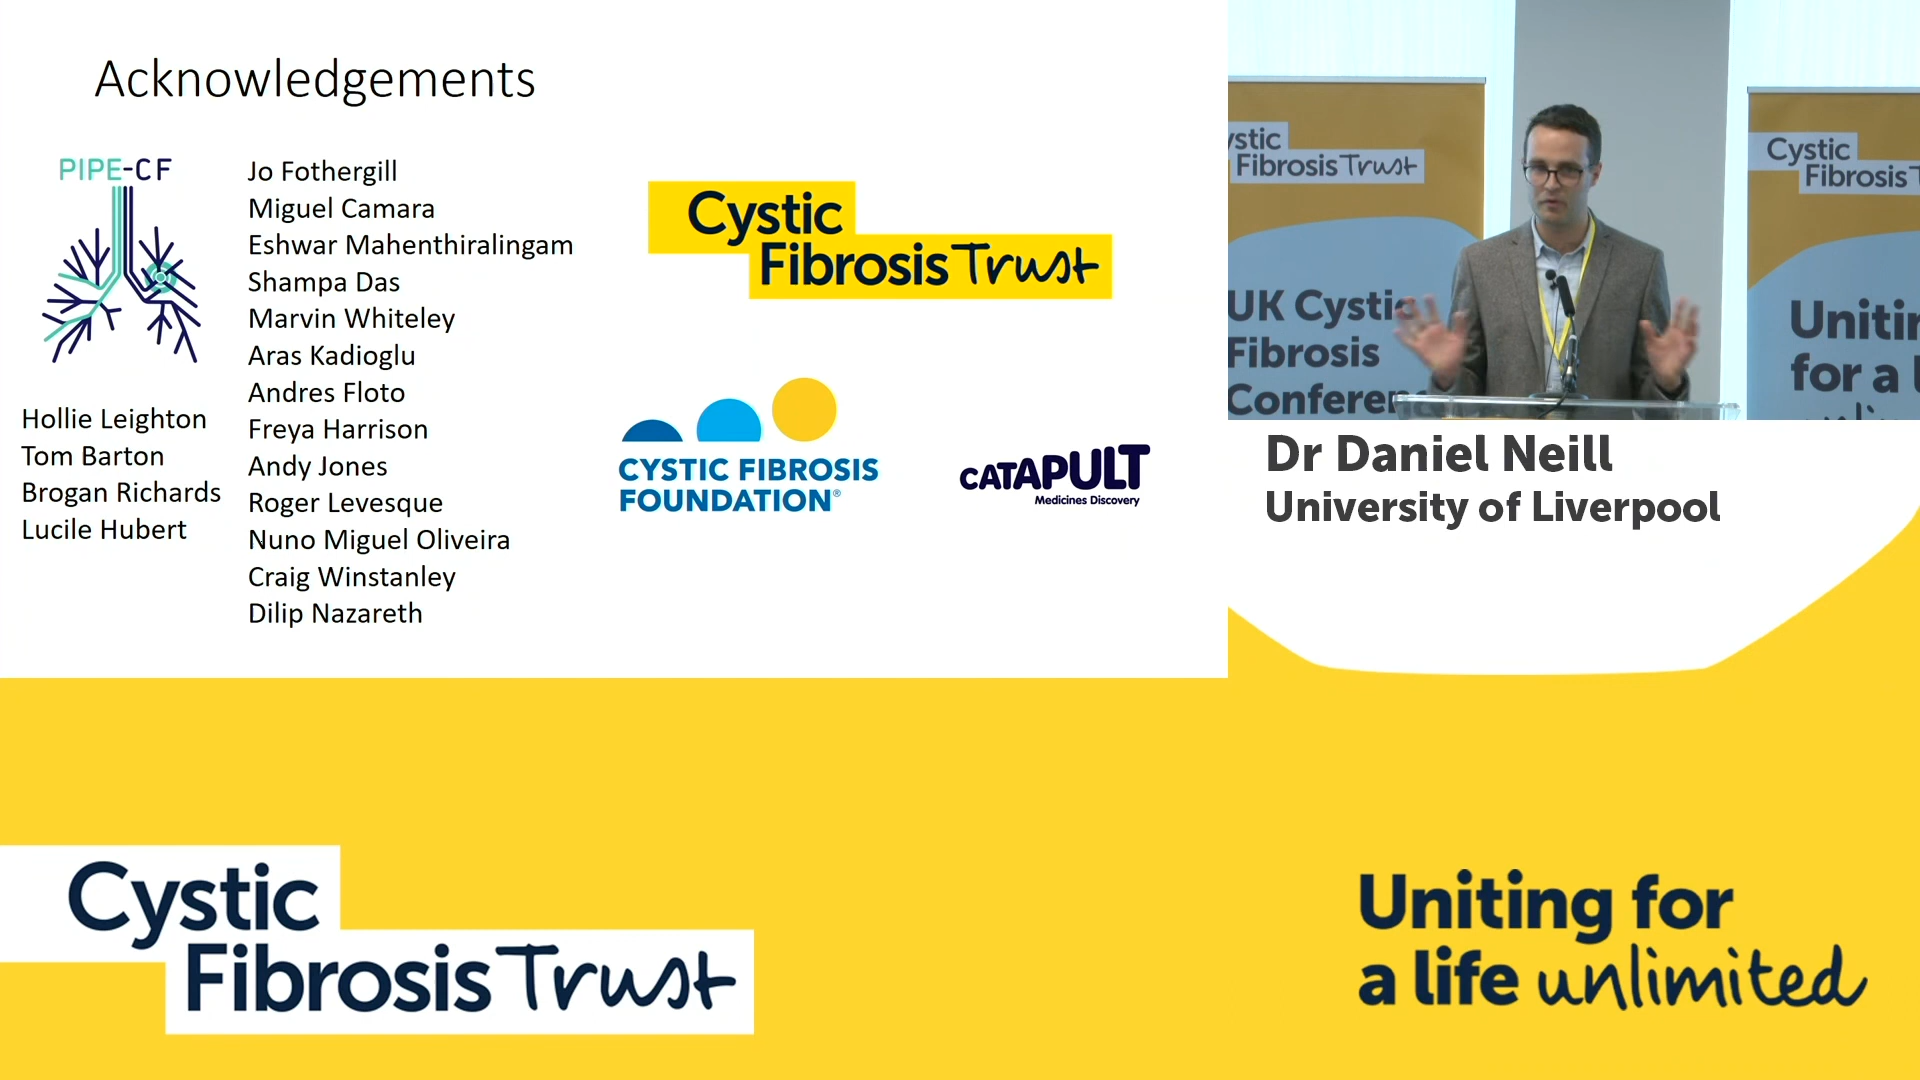 Acknowledgements
PIPE-CF
Hollie Leighton
Tom Barton
Brogan Richards
Lucile Hubert
Jo Fothergill
Miguel Camara
Eshwar Mahenthiralingam
Shampa Das
Marvin Whiteley
Aras Kadioglu
Andres Floto
Freya Harrison
Andy Jones
Roger Levesque
Nuno Miguel Oliveira
Craig Winstanley
Dilip Nazareth
Cystic
Fibrosis Trust
CYSTIC FIBROSIS
FOUNDATION®
CATAPULT
Medicines Discovery
ystic
Fibrosis Trust
UK Cystic
Fibrosis
Conferen
Cystic
Fibrosis T
Uniting
for a l
Dr Daniel Neill
University of Liverpool
Cystic
Fibrosis Trust
Uniting for
a life unlimited